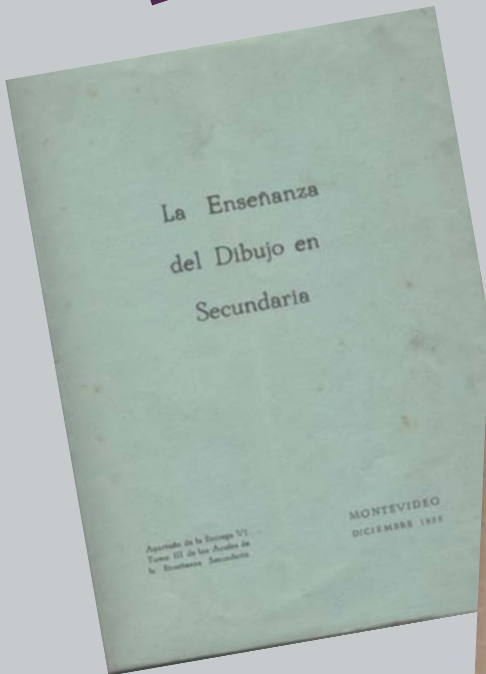 La Enseñanza
del Dibujo en
Secundaria
Apartado de la Entrega VI
Tomo III de los Anales de
la Enseñanza Secundaria
MONTEVIDEO
DICIEMBRE